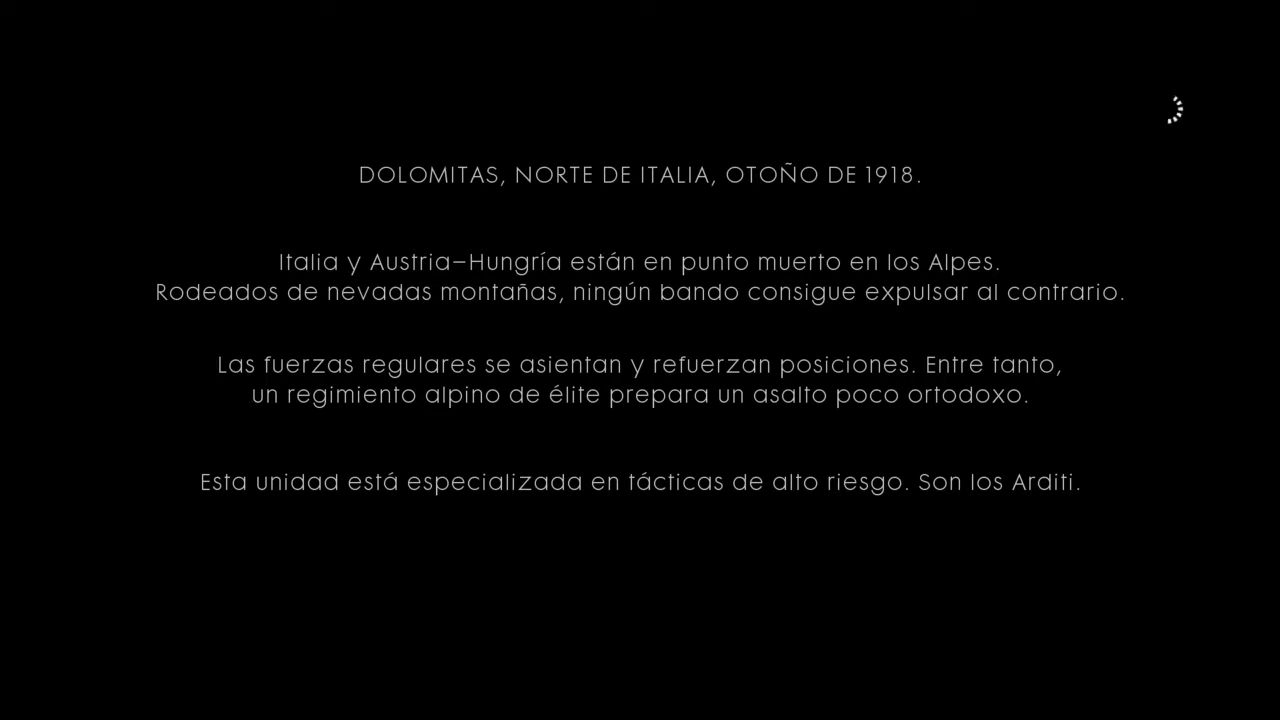 DOLOMITAS, NORTE DE ITALIA, OTOÑO DE 1918.
Italia y Austria-Hungría están en punto muerto en los Alpes.
Rodeados de nevadas montañas, ningún bando consigue expulsar al contrario.
Las fuerzas regulares se asientan y refuerzan posiciones. Entre tanto,
un regimiento alpino de élite prepara un asalto poco ortodoxo.
Esta unidad está especializada en tácticas de alto riesgo. Son los Arditi.